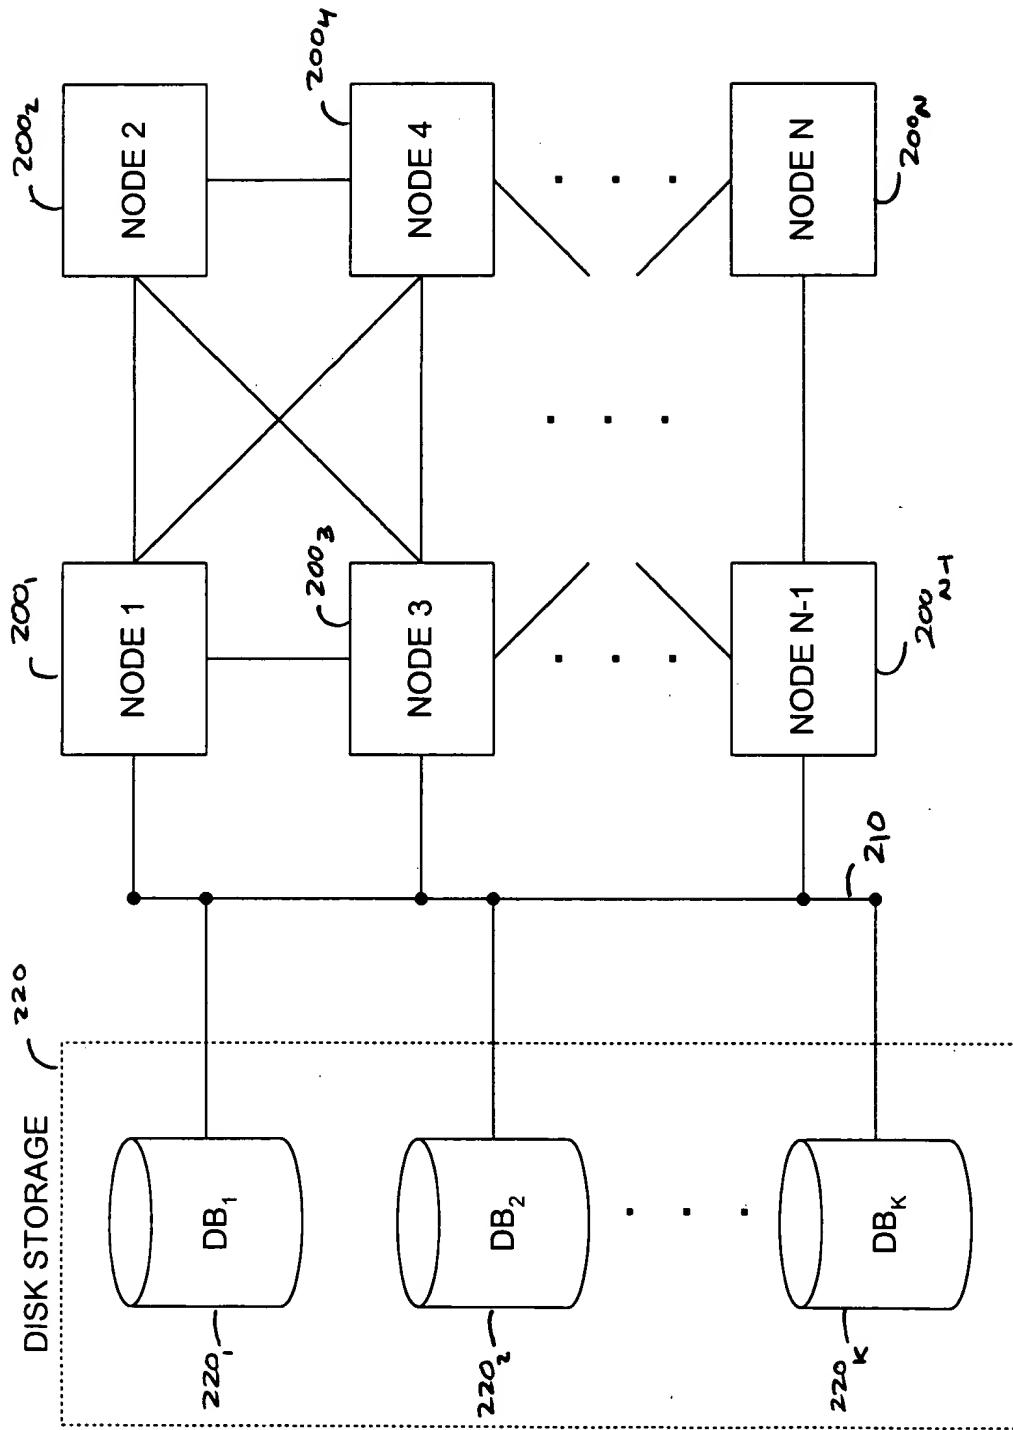 DISK STORAGE
220
DB₁
220₁
DB₂
220₂
DBₖ
220ₖ
210
NODE 1
200₁
NODE 2
200₂
NODE 3
200₃
NODE 4
200₄
NODE N-1
200N-1
NODE N
200N